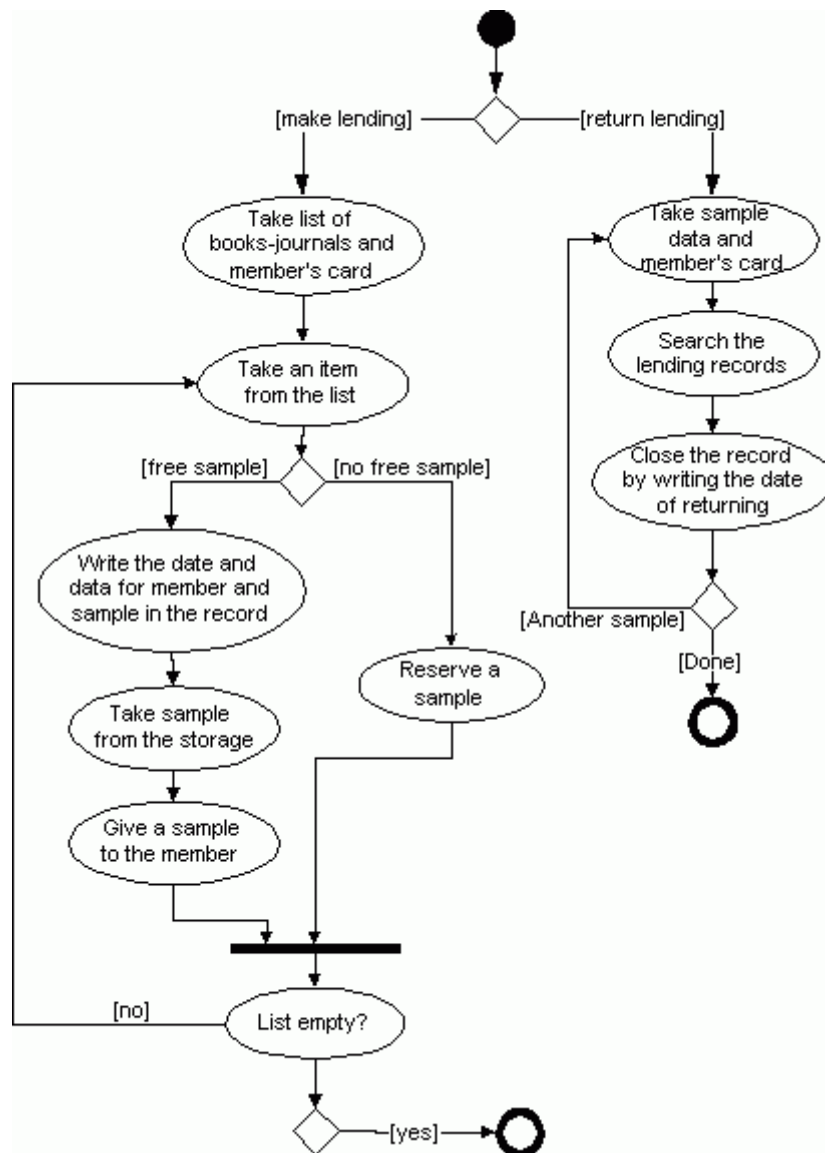 [make lending]
[return lending]
Take list of
books-journals and
member's card
Take sample
data and
member's card
Search the
lending records
Take an item
from the list
Close the record
by writing the date
of returning
[free sample]
[no free sample]
Write the date and
data for member and
sample in the record
[Another sample]
[Done]
Reserve a
sample
Take sample
from the storage
Give a sample
to the member
[no]
List empty?
[yes]